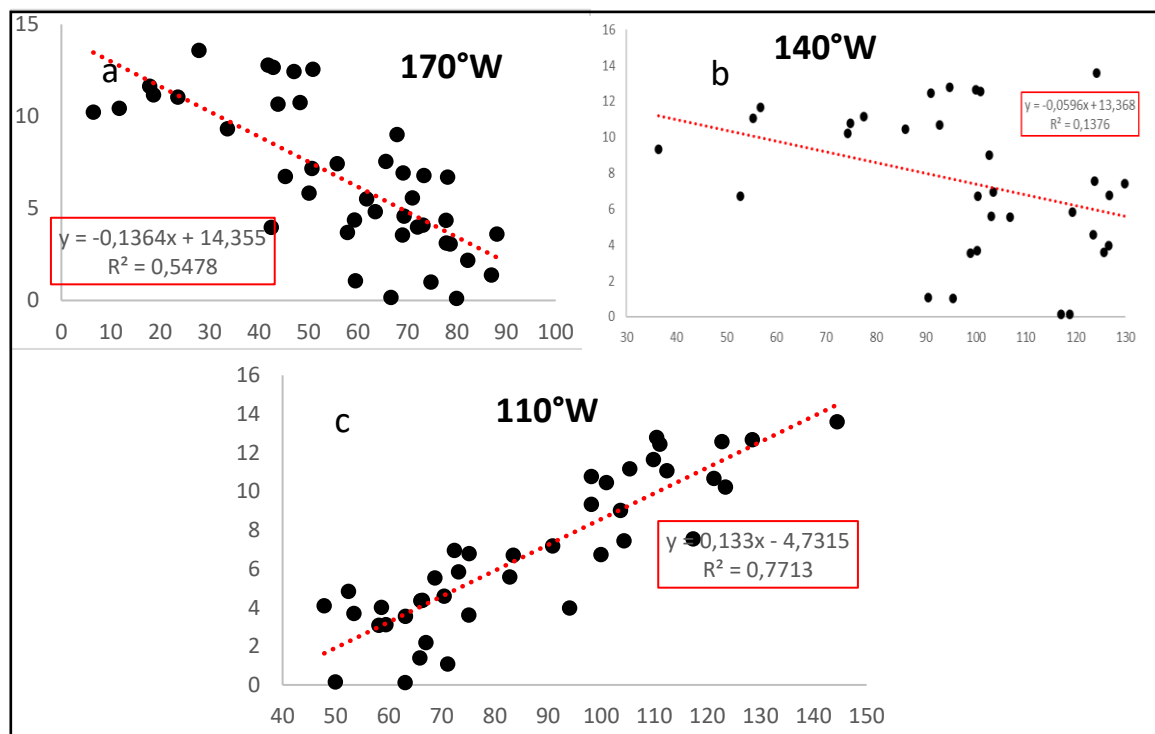 a
170°W
15
10
5
0
y = -0,1364x + 14,355
R² = 0,5478
0 10 20 30 40 50 60 70 80 90 100
b
140°W
16
14
12
10
8
6
4
2
0
y = -0,0596x + 13,368
R² = 0,1376
30 40 50 60 70 80 90 100 110 120 130
c
110°W
16
14
12
10
8
6
4
2
0
y = 0,133x - 4,7315
R² = 0,7713
40 50 60 70 80 90 100 110 120 130 140 150